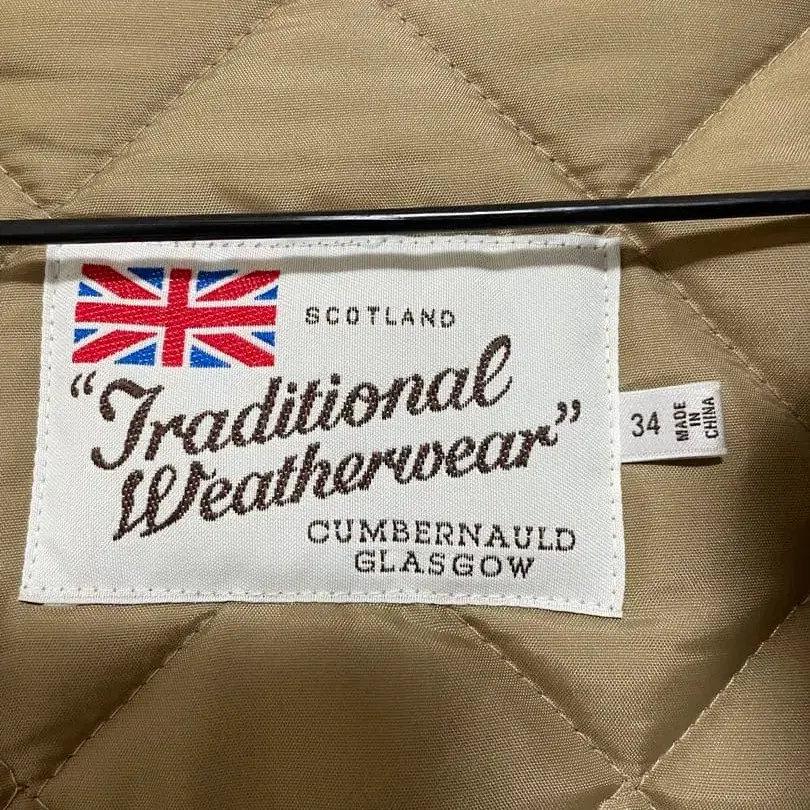 SCOTLAND
“Traditional
Weatherwear”
CUMBERNAULD
GLASGOW
34
MADE
IN
CHINA